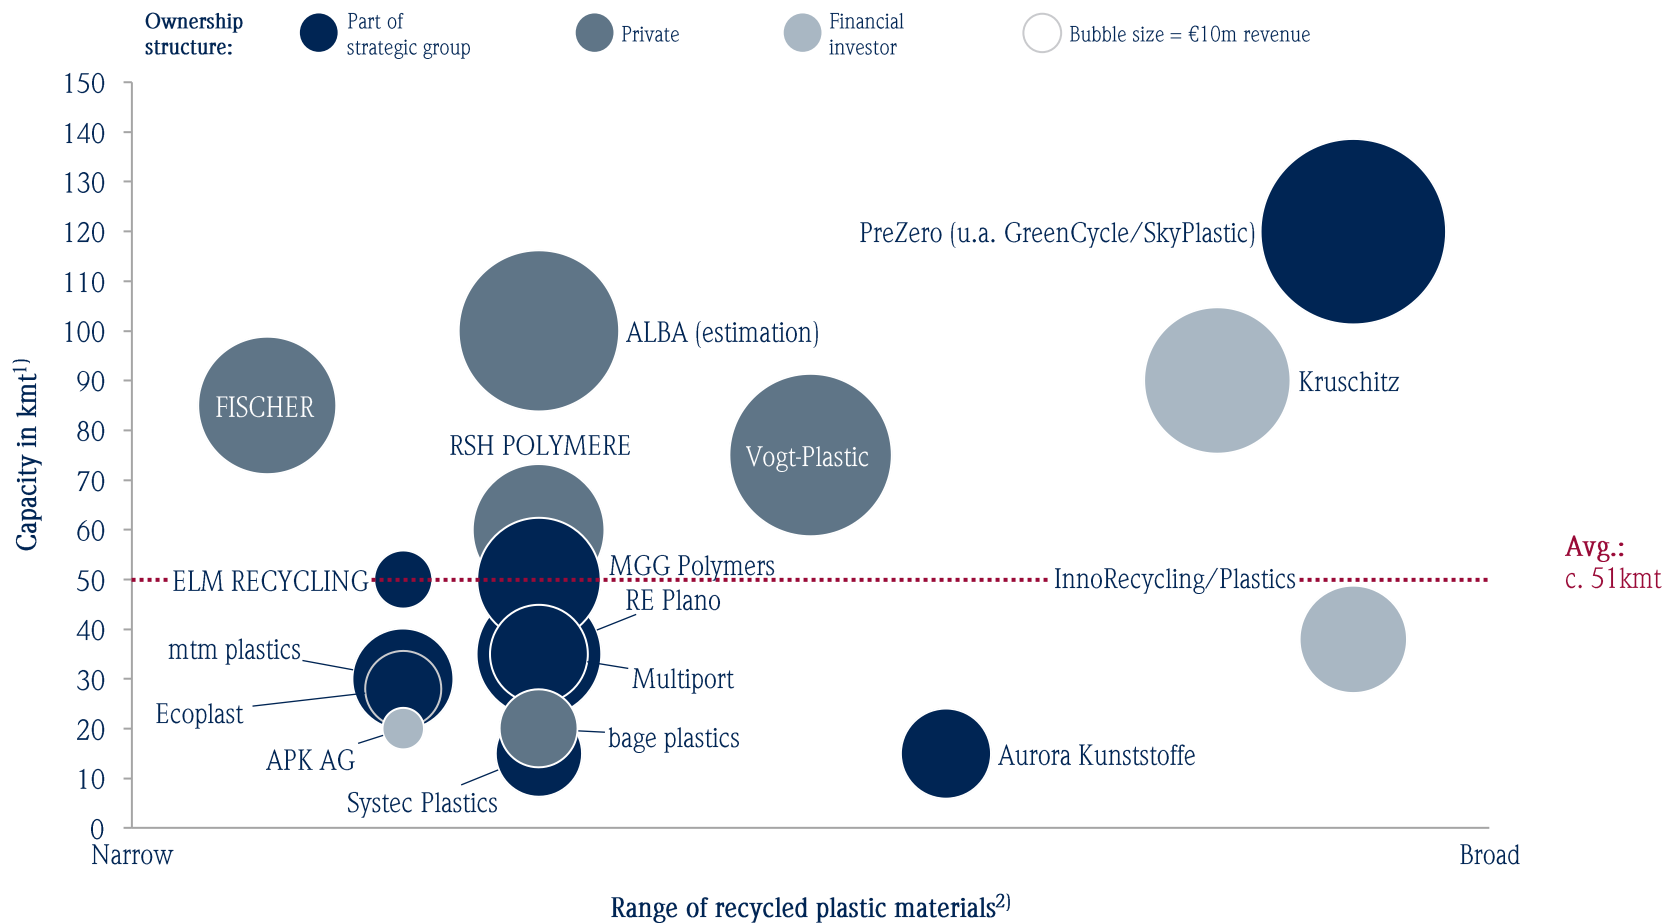 Ownership
structure:
Part of
strategic group
Private
Financial
investor
Bubble size = €10m revenue
150
140
130
120
110
100
90
80
70
60
50
40
30
20
10
0
Capacity in kmt1)
PreZero (u.a. GreenCycle/SkyPlastic)
ALBA (estimation)
Kruschitz
FISCHER
RSH POLYMERE
Vogt-Plastic
MGG Polymers
ELM RECYCLING
InnoRecycling/Plastics
Avg.:
c. 51kmt
RE Plano
mtm plastics
Multiport
Ecoplast
bage plastics
APK AG
Aurora Kunststoffe
Systec Plastics
Narrow
Broad
Range of recycled plastic materials2)